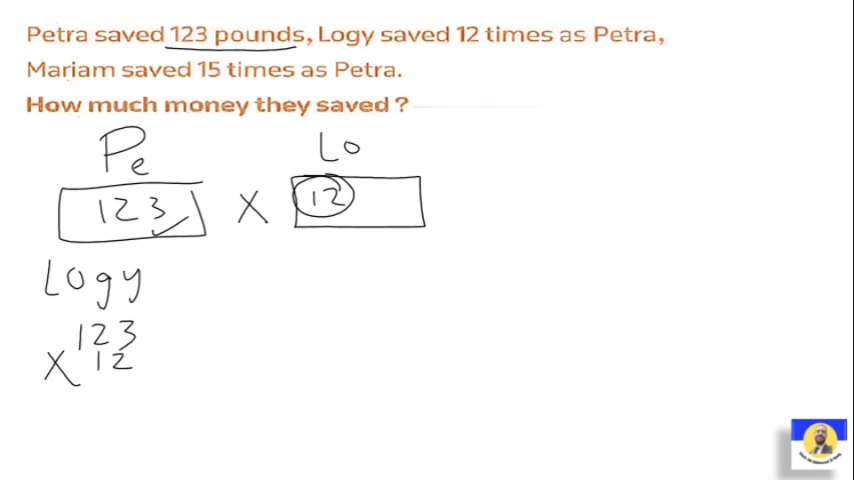 Petra saved 123 pounds, Logy saved 12 times as Petra,
Mariam saved 15 times as Petra.
How much money they saved ?
Pe Lo
123 X 12
Logy
123
X 12